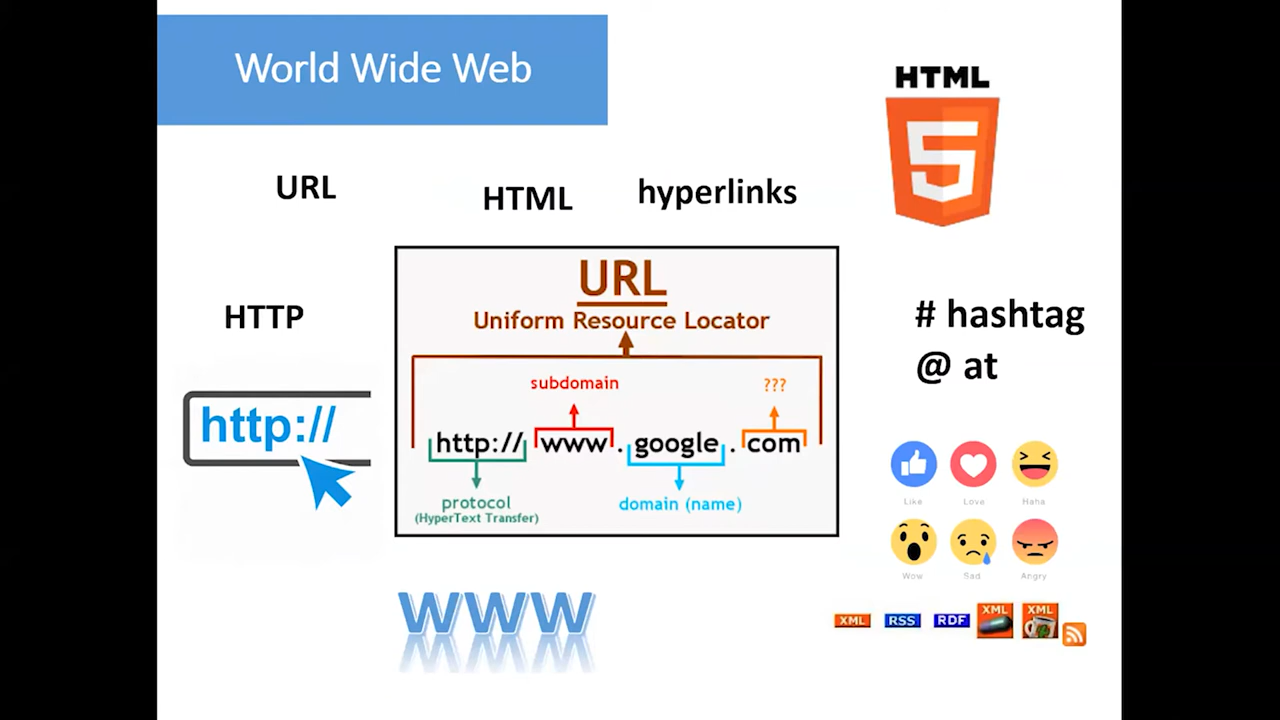 World Wide Web
HTML
5
URL
HTML
hyperlinks
HTTP
http://
URL
Uniform Resource Locator
subdomain
???
http:// www . google . com
protocol
(HyperText Transfer)
domain (name)
# hashtag
@ at
Like
Love
Haha
Wow
Sad
Angry
WWW
XML
RSS
RDF
XML
XML